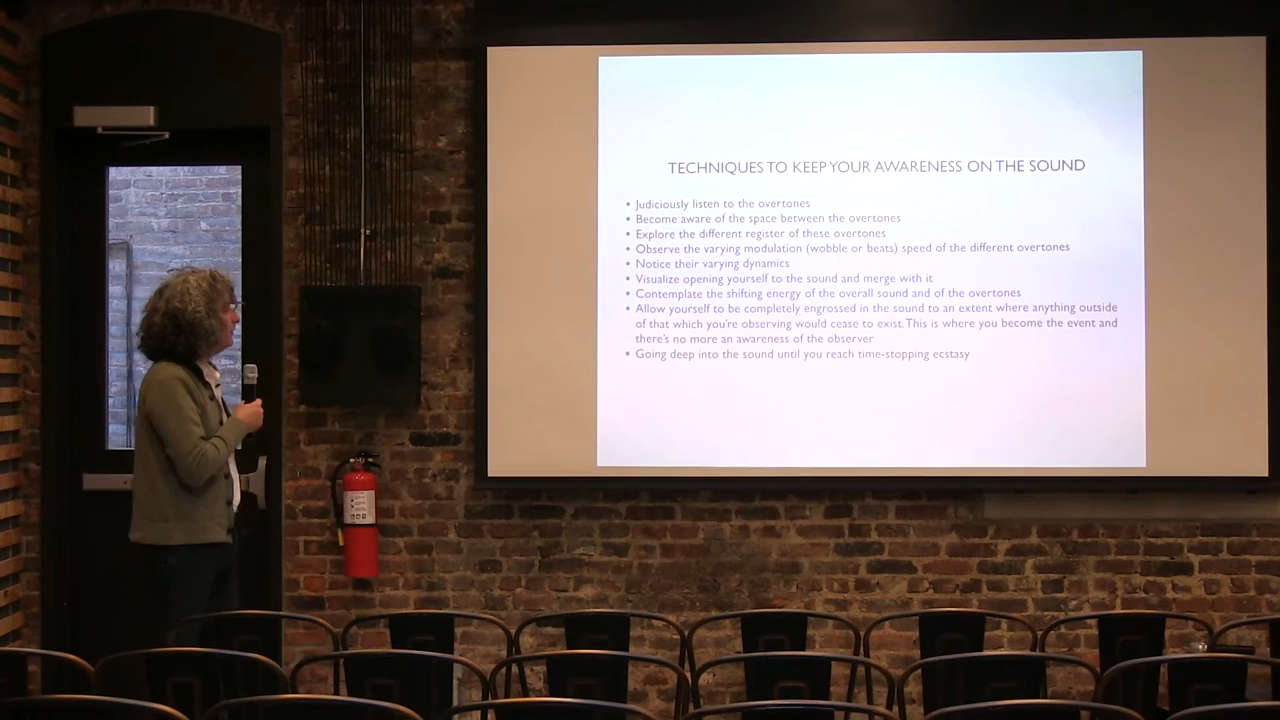 TECHNIQUES TO KEEP YOUR AWARENESS ON THE SOUND
• Judiciously listen to the overtones
• Become aware of the space between the overtones
• Explore the different register of these overtones
• Observe the varying modulation (wobble or beats) speed of the different overtones
• Notice their varying dynamics
• Visualize opening yourself to the sound and merge with it
• Contemplate the shifting energy of the overall sound and of the overtones
• Allow yourself to be completely engrossed in the sound to an extent where anything outside
of that which you're observing would cease to exist. This is where you become the event and
there's no more an awareness of the observer
• Going deep into the sound until you reach time-stopping ecstasy